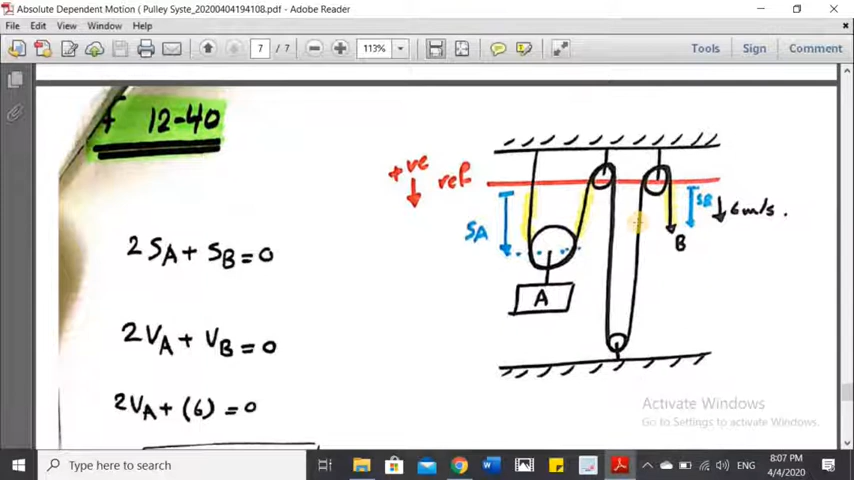 Absolute Dependent Motion ( Pulley Syste_20200404194108.pdf - Adobe Reader
File Edit View Window Help
7 / 7
113%
Tools Sign Comment
12-40
+ve
ref
SA
SB
6m/s.
B
A
2SA + SB = 0
2VA + VB = 0
2VA + (6) = 0
Activate Windows
Go to Settings to activate Windows.
Type here to search
ENG
8:07 PM
4/4/2020